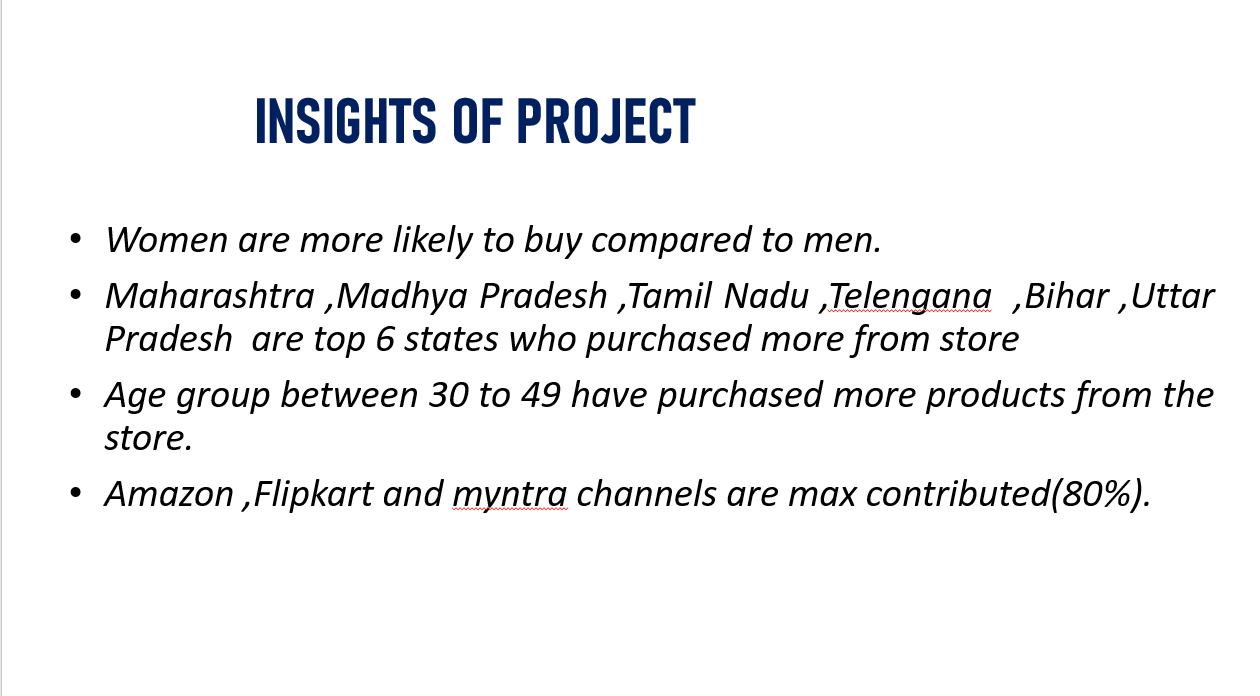 INSIGHTS OF PROJECT
• Women are more likely to buy compared to men.
• Maharashtra ,Madhya Pradesh ,Tamil Nadu ,Telengana  ,Bihar ,Uttar
Pradesh  are top 6 states who purchased more from store
• Age group between 30 to 49 have purchased more products from the
store.
• Amazon ,Flipkart and myntra channels are max contributed(80%).